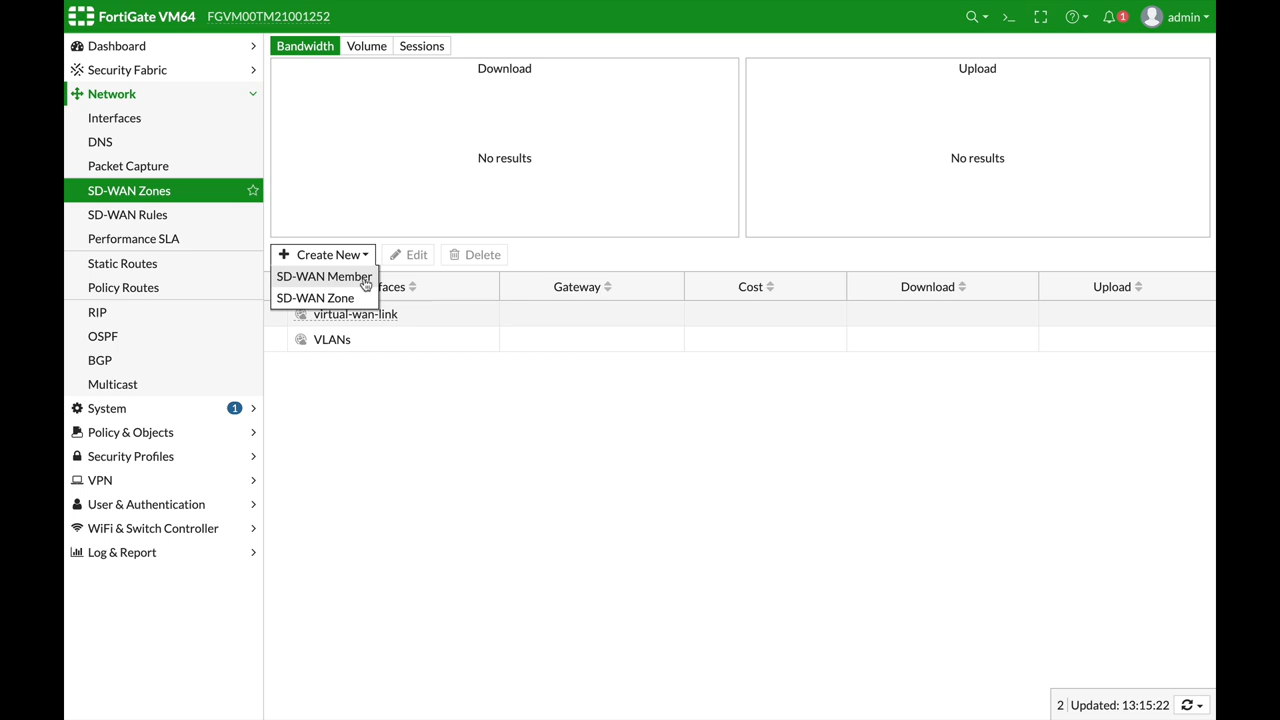 FortiGate VM64 FGVM00TM21001252 1 admin
Dashboard
Security Fabric
Network
Interfaces
DNS
Packet Capture
SD-WAN Zones
SD-WAN Rules
Performance SLA
Static Routes
Policy Routes
RIP
OSPF
BGP
Multicast
System 1
Policy & Objects
Security Profiles
VPN
User & Authentication
WiFi & Switch Controller
Log & Report
Bandwidth Volume Sessions
Download
No results
Upload
No results
Create New Edit Delete
SD-WAN Member
SD-WAN Zone
faces Gateway Cost Download Upload
virtual-wan-link
VLANs
2 Updated: 13:15:22